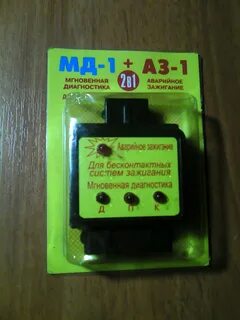 МД-1 + АЗ-1
МГНОВЕННАЯ 2в1 АВАРИЙНОЕ
ДИАГНОСТИКА ЗАЖИГАНИЕ
Аварийное зажигание
Для бесконтактных
систем зажигания
Мгновенная диагностика
Д П К